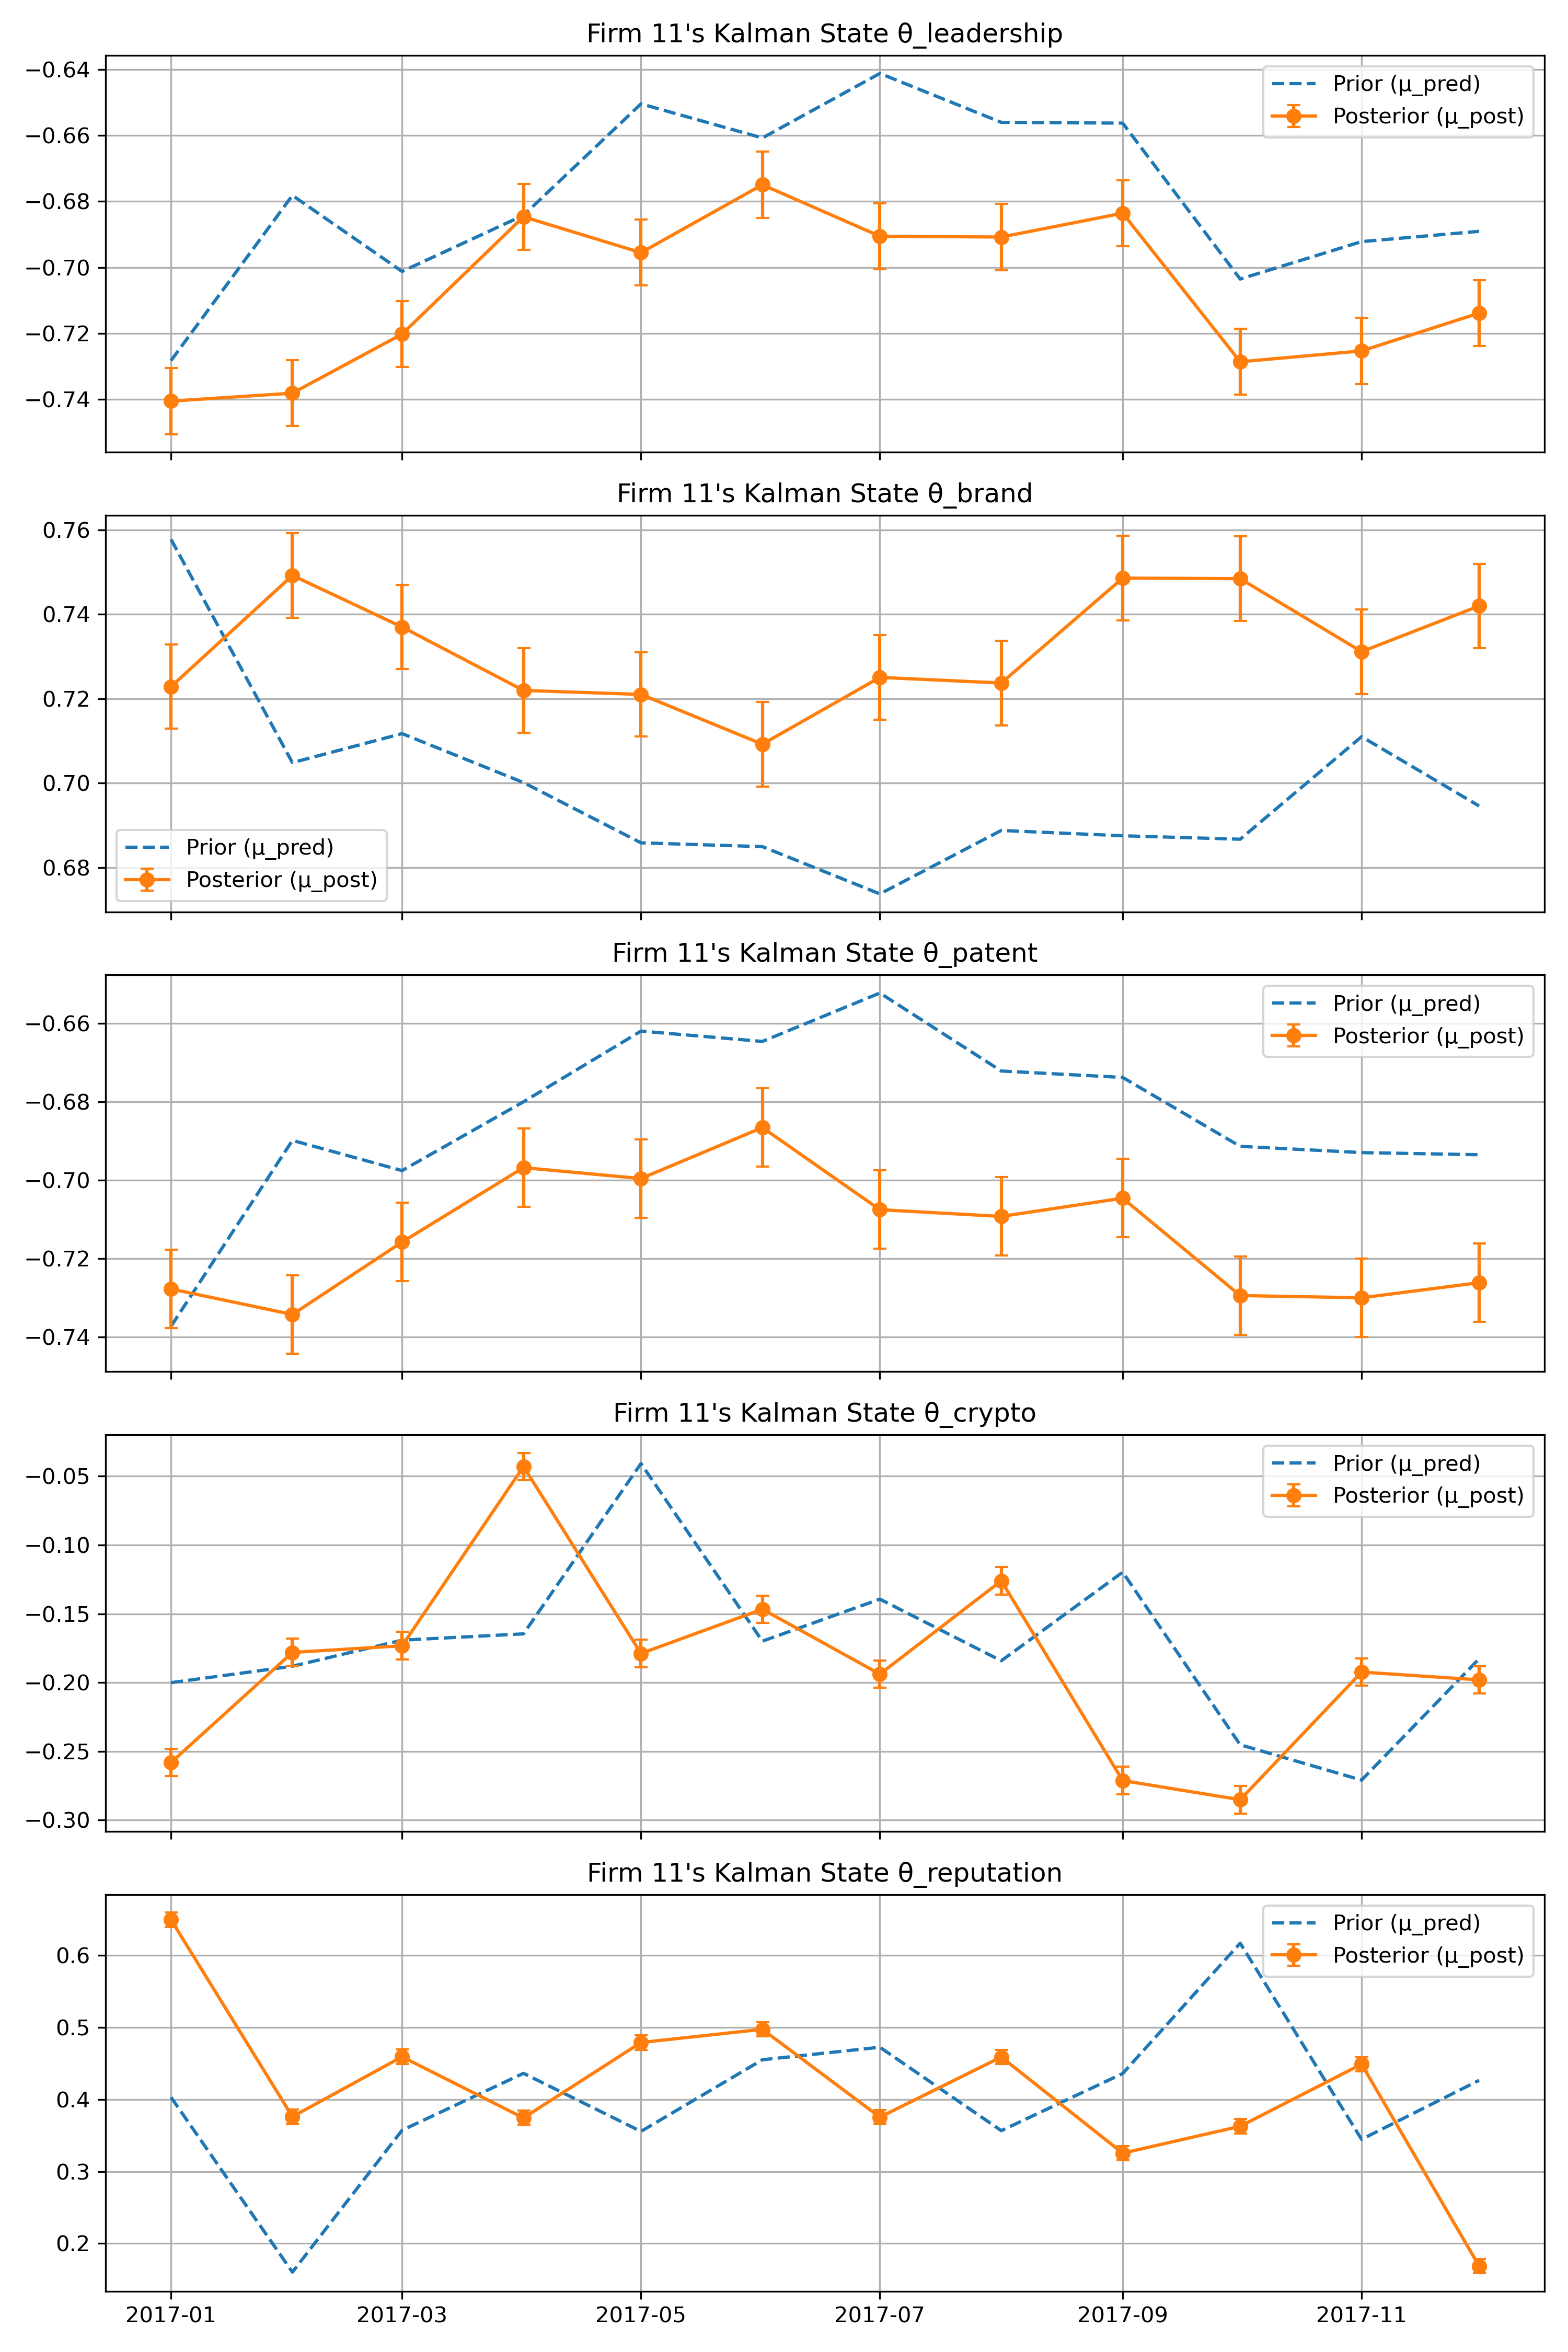 Firm 11's Kalman State θ_leadership
−0.64
−0.66
−0.68
−0.70
−0.72
−0.74
Prior (μ_pred)
Posterior (μ_post)
Firm 11's Kalman State θ_brand
0.76
0.74
0.72
0.70
0.68
Prior (μ_pred)
Posterior (μ_post)
Firm 11's Kalman State θ_patent
−0.66
−0.68
−0.70
−0.72
−0.74
Prior (μ_pred)
Posterior (μ_post)
Firm 11's Kalman State θ_crypto
−0.05
−0.10
−0.15
−0.20
−0.25
−0.30
Prior (μ_pred)
Posterior (μ_post)
Firm 11's Kalman State θ_reputation
0.6
0.5
0.4
0.3
0.2
Prior (μ_pred)
Posterior (μ_post)
2017-01 2017-03 2017-05 2017-07 2017-09 2017-11